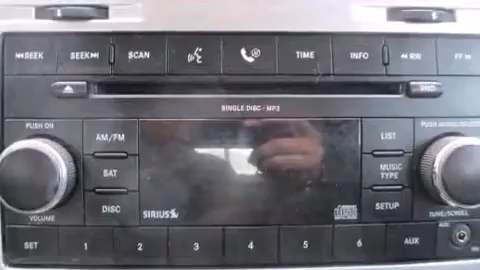 |◀◀SEEK SEEK▶▶| SCAN TIME INFO ◀◀ RW FF ▶▶
SINGLE DISC · MP3
PUSH ON AM/FM LIST
SAT MUSIC TYPE
DISC SIRIUS SETUP
VOLUME TUNE/SCROLL
SET 1 2 3 4 5 6 AUX